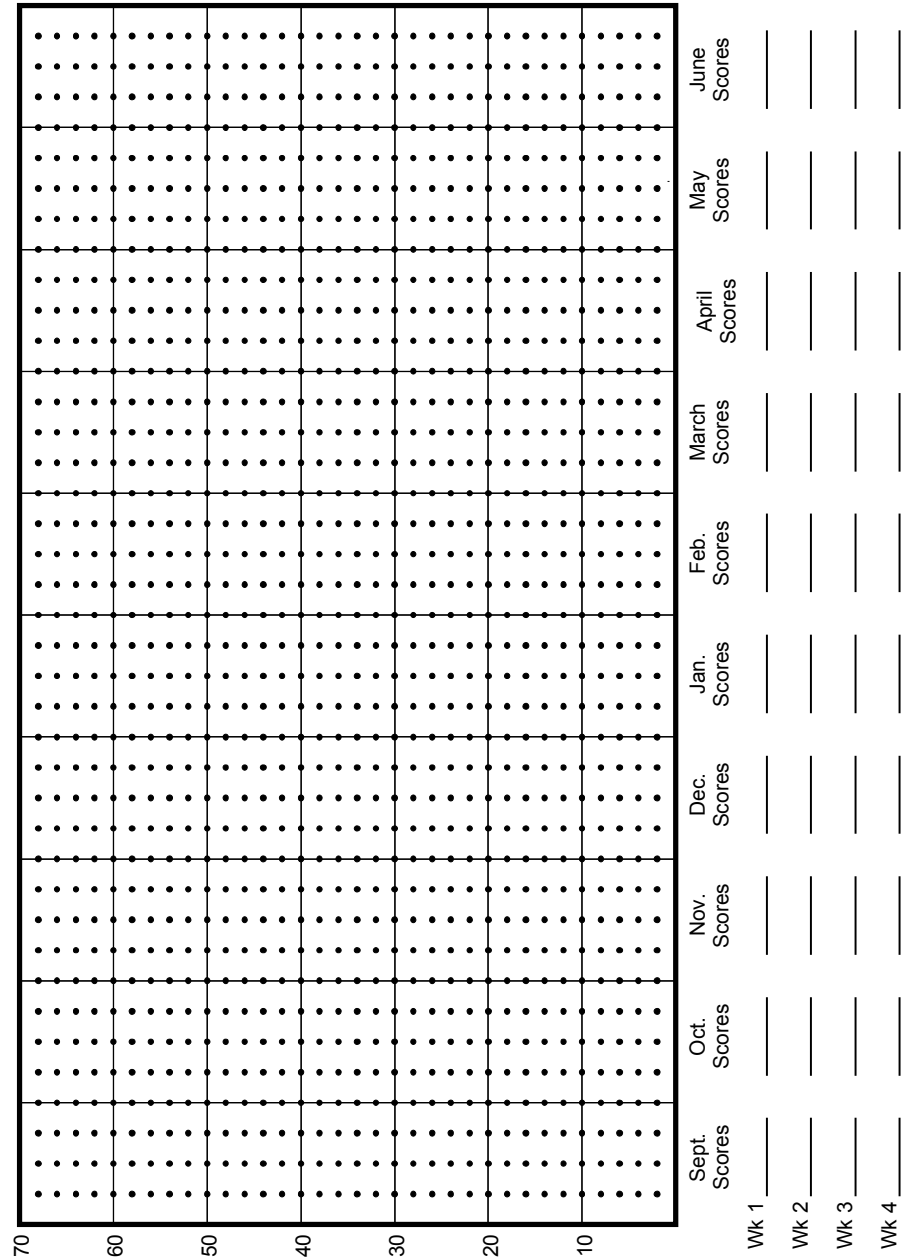 70
60
50
40
30
20
10
Sept.
Scores
Oct.
Scores
Nov.
Scores
Dec.
Scores
Jan.
Scores
Feb.
Scores
March
Scores
April
Scores
May
Scores
June
Scores
Wk 1
Wk 2
Wk 3
Wk 4